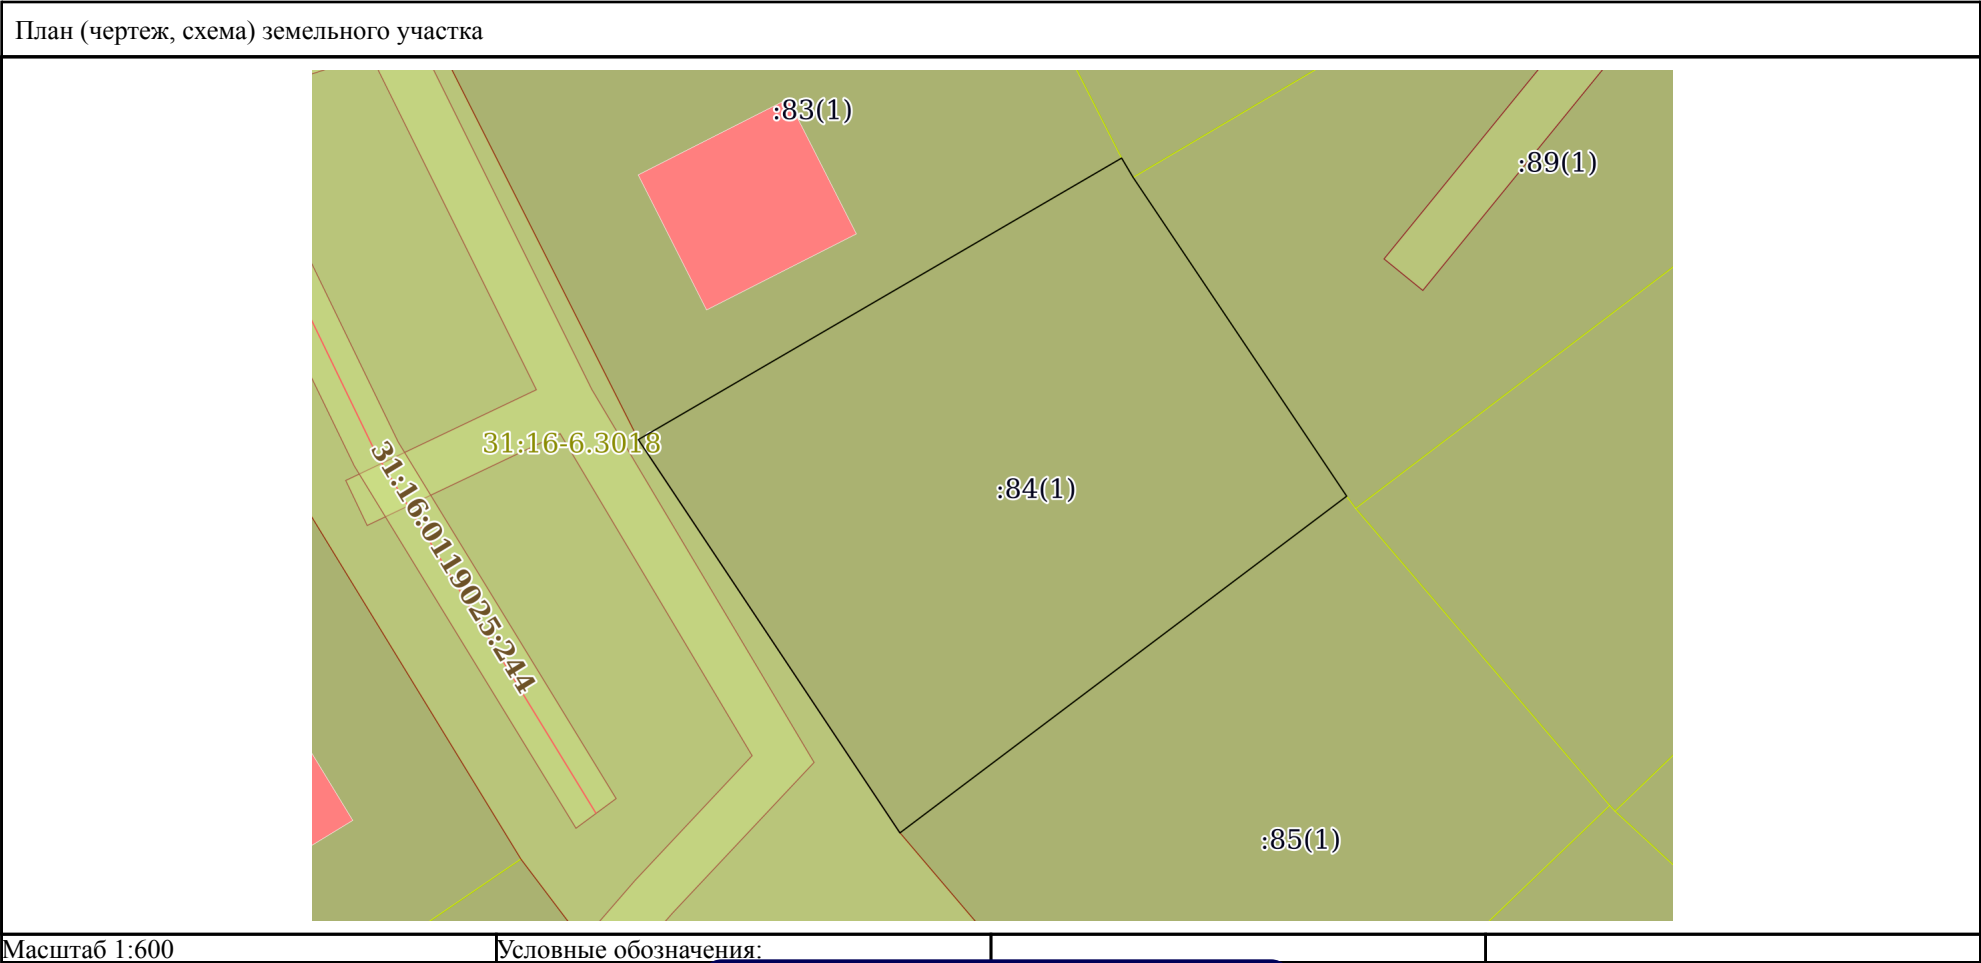 План (чертеж, схема) земельного участка
:83(1)
:89(1)
31:16-6.3018
:84(1)
31:16:0119025:244
:85(1)
Масштаб 1:600
Условные обозначения: